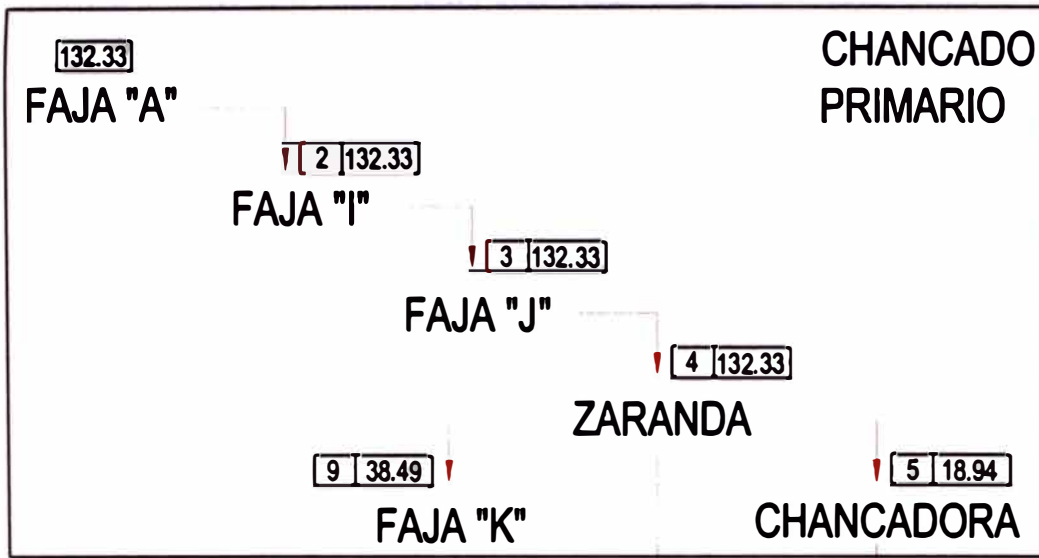 132.33
CHANCADO
PRIMARIO
FAJA "A"
2 132.33
FAJA "I"
3 132.33
FAJA "J"
4 132.33
ZARANDA
9 38.49
5 18.94
FAJA "K"
CHANCADORA